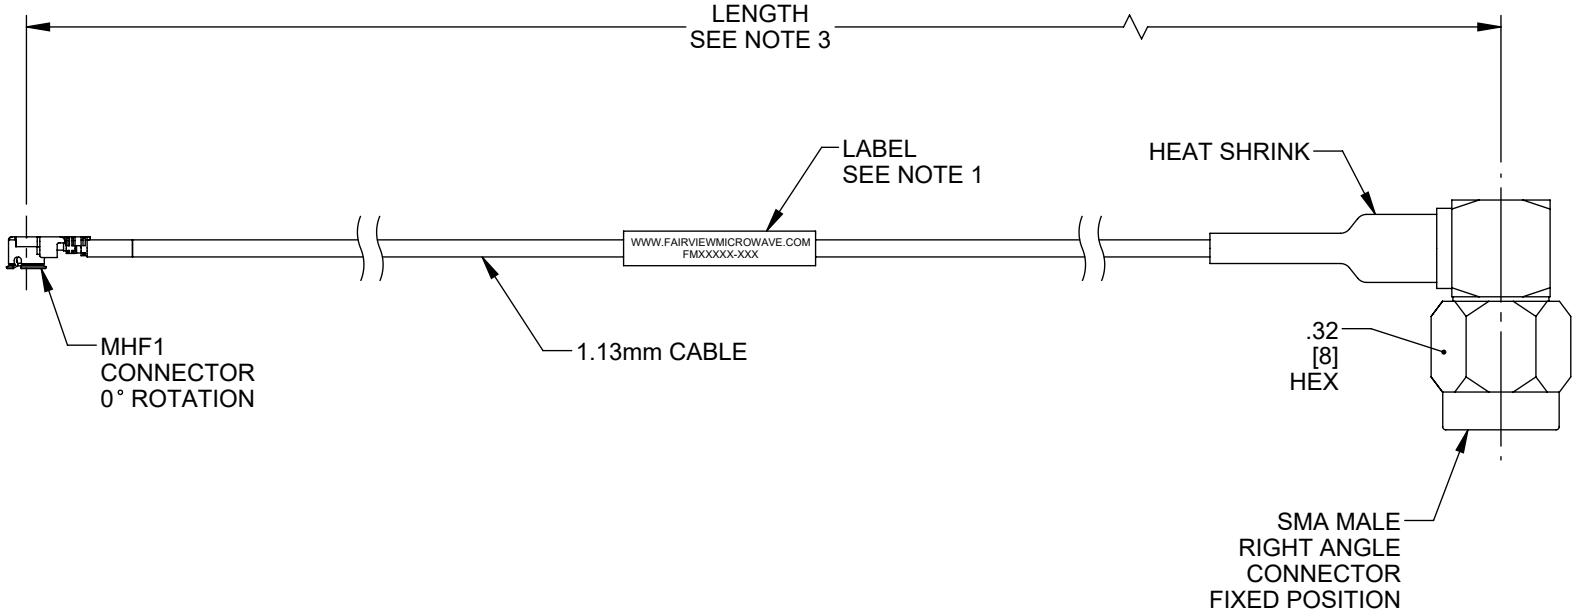 LENGTH
SEE NOTE 3
LABEL
SEE NOTE 1
HEAT SHRINK
WWW.FAIRVIEWMICROWAVE.COM
FMXXXXX-XXX
MHF1
CONNECTOR
0° ROTATION
1.13mm CABLE
.32
[8]
HEX
SMA MALE
RIGHT ANGLE
CONNECTOR
FIXED POSITION